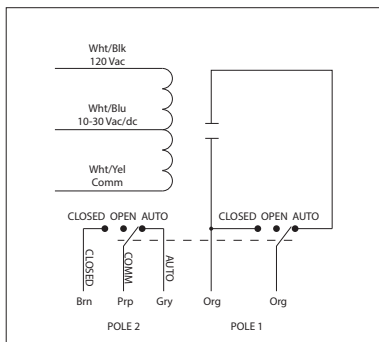 Wht/Blk
120 Vac
Wht/Blu
10-30 Vac/dc
Wht/Yel
Comm
CLOSED OPEN AUTO
CLOSED OPEN AUTO
CLOSED
COMM
AUTO
Brn
Prp
Gry
Org
Org
POLE 2
POLE 1